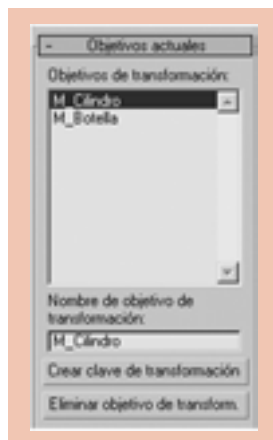 - Objetivos actuales
Objetivos de transformación:
M_Cilindro
M_Botella
Nombre de objetivo de
transformación:
M_Cilindro
Crear clave de transformación
Eliminar objetivo de transform.